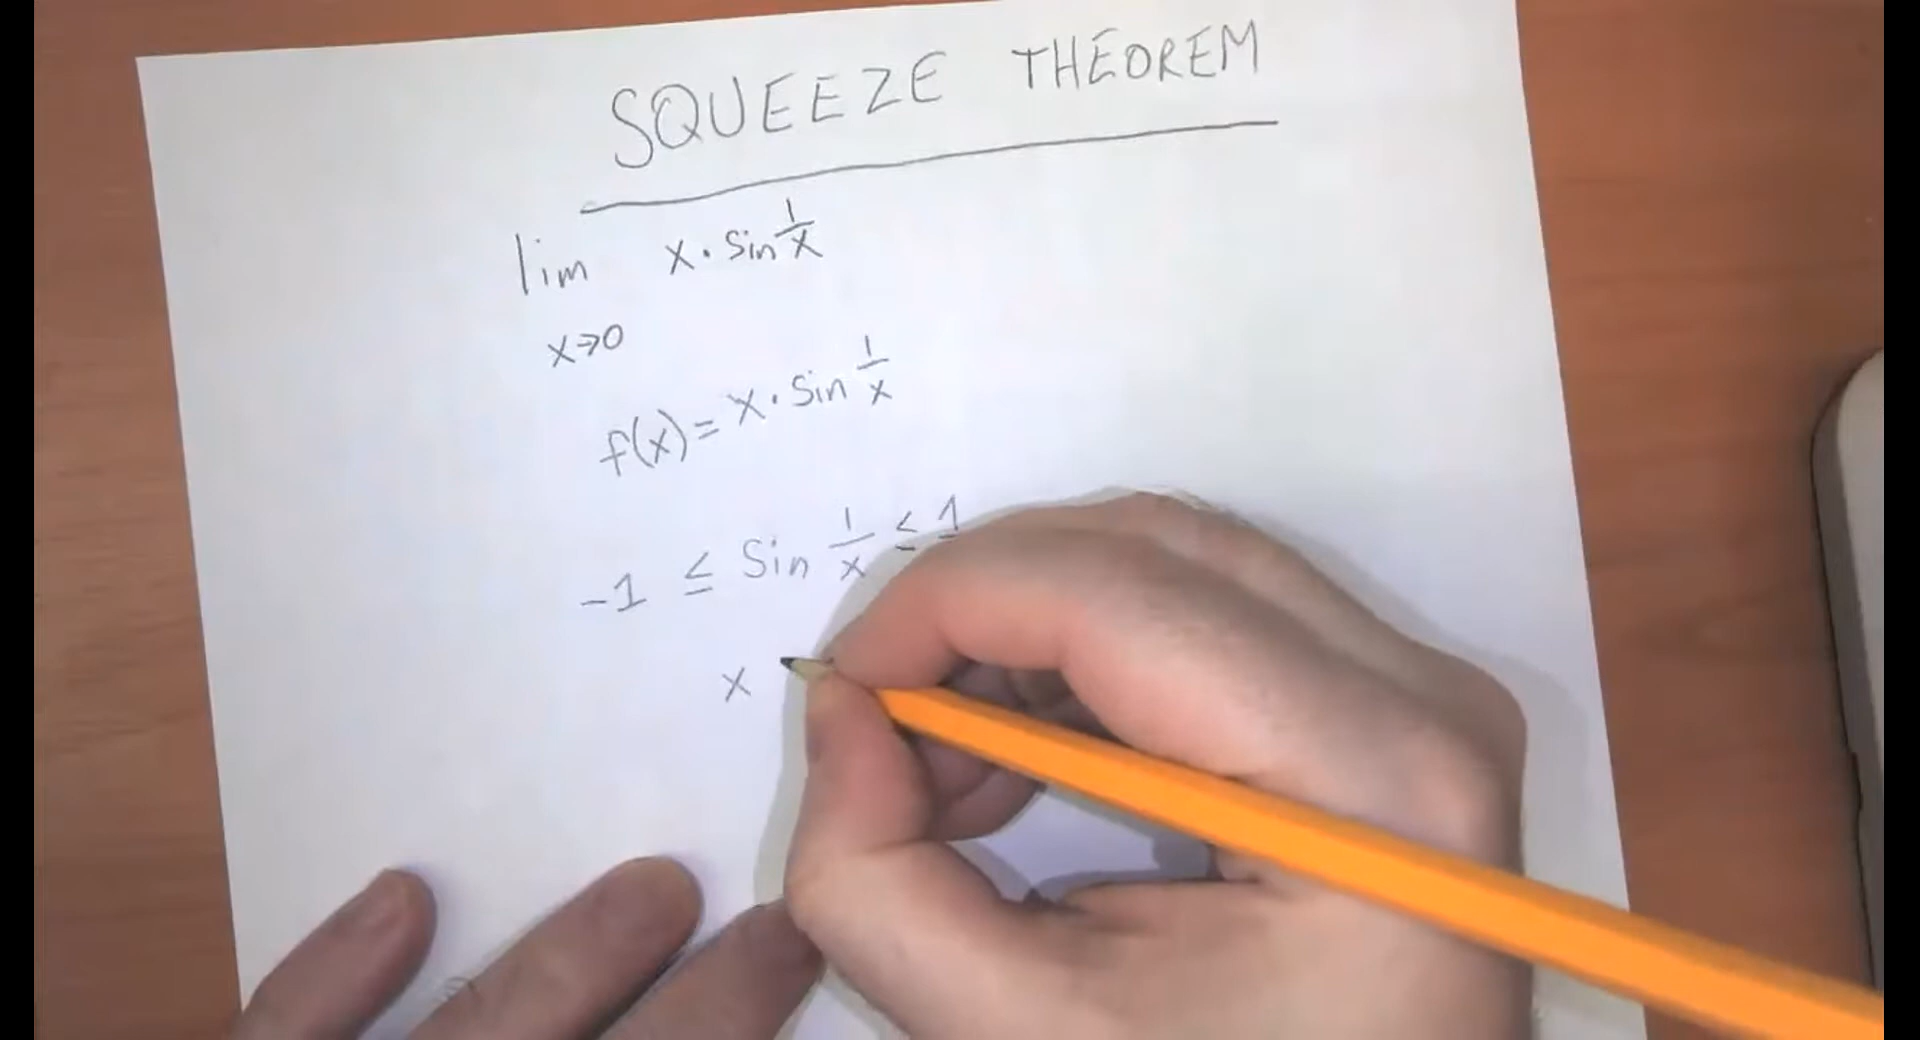 SQUEEZE THEOREM
lim x · sin 1/x
x→0
f(x) = x · sin 1/x
-1 ≤ sin 1/x ≤ 1
x